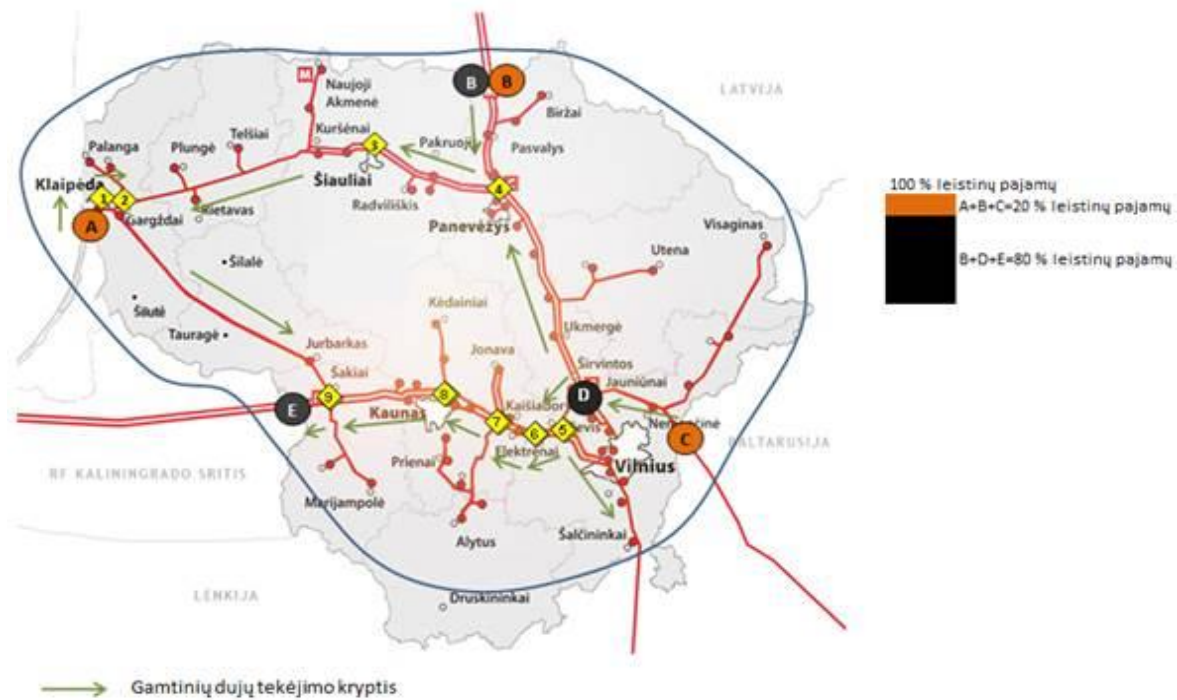 B B
LATVIJA
M
Naujoji
Akmenė
Biržai
Telšiai
Kuršėnai
Pakruoj
Pasvalys
Palanga
Plungė
3
Klaipėda
Šiauliai
4
1 2
Radviliškis
Rietavas
Gargždai
A
Panevėžys
Visaginas
Šilalė
Utena
Šilutė
Kėdainiai
Tauragė
Ukmergė
Jurbarkas
Jonava
Širvintos
Šakiai
Jauniūnai
E
9
8
D
Kaunas
Kaišiador
7
6
5
evis
C
BALTARUSIJA
Elektrėnai
Vilnius
Prienai
RF KALININGRADO SRITIS
Marijampolė
Šalčininkai
Alytus
LENKIJA
Druskininkai
Gamtinių dujų tekėjimo kryptis
100 % leistinų pajamų
A+B+C=20 % leistinų pajamų
B+D+E=80 % leistinų pajamų